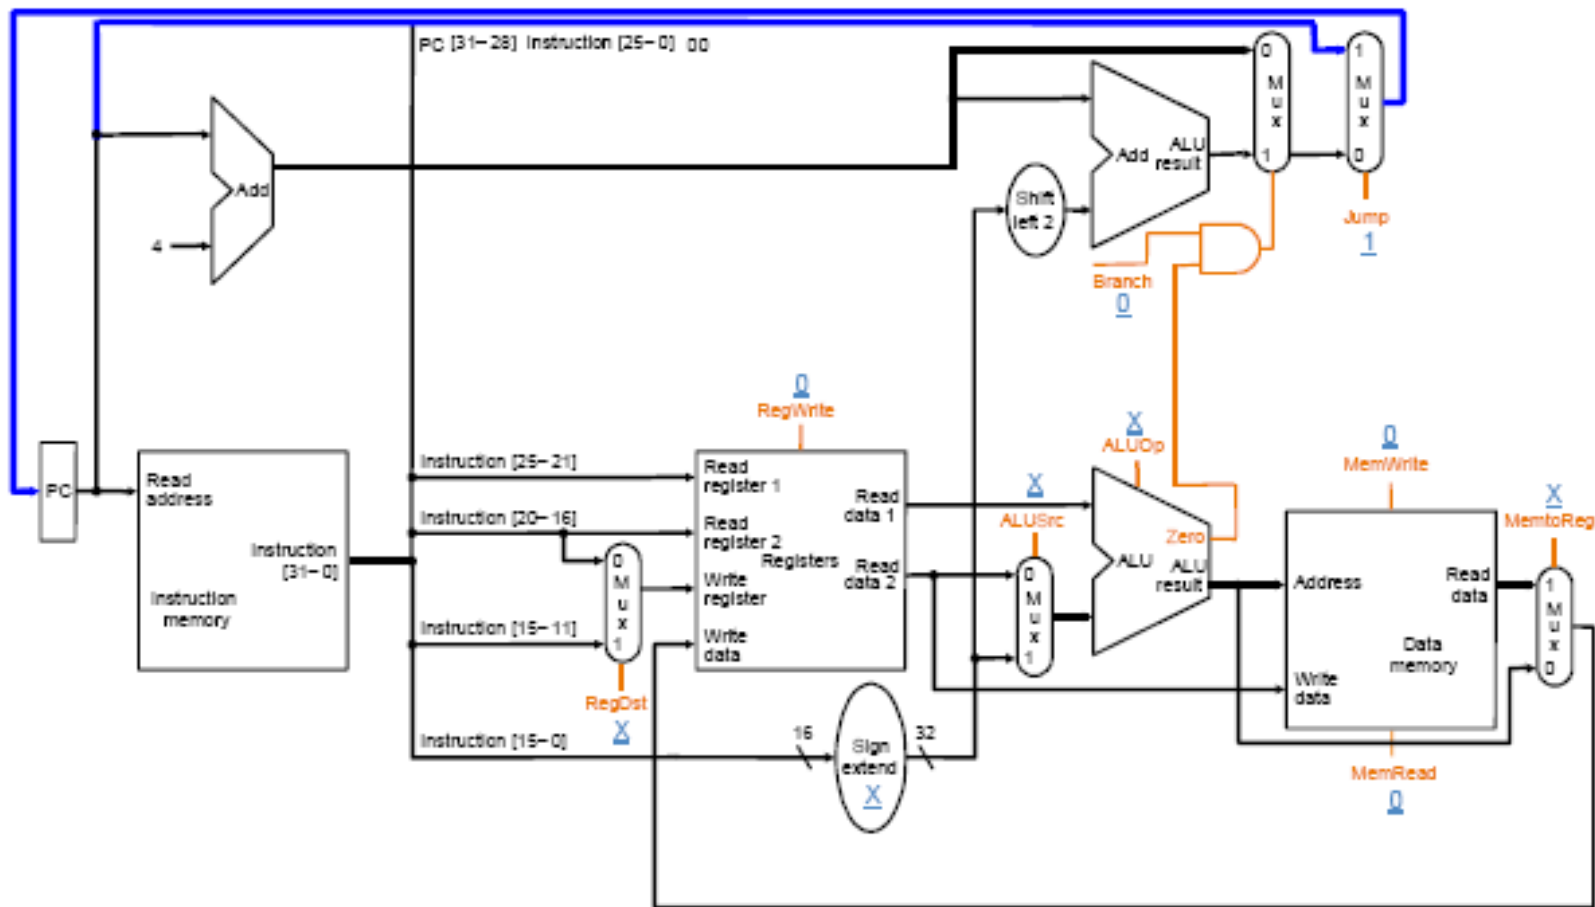 PC [31-28] Instruction [25-0] 00
0
M
u
x
1
1
M
u
x
0
Add
ALU
result
Add
4
Shift
left 2
Jump
1
Branch
0
0
RegWrite
X
ALUOp
0
MemWrite
X
ALUSrc
X
MemtoReg
PC
Read
address
Instruction
[31-0]
Instruction
memory
Instruction [25-21]
Instruction [20-16]
Instruction [15-11]
Instruction [15-0]
0
M
u
x
1
RegDst
X
Read
register 1
Read
register 2
Write
register
Write
data
Registers
Read
data 1
Read
data 2
0
M
u
x
1
Zero
ALU
ALU
result
Address
Read
data
Data
memory
Write
data
1
M
u
x
0
16
Sign
extend
X
32
MemRead
0